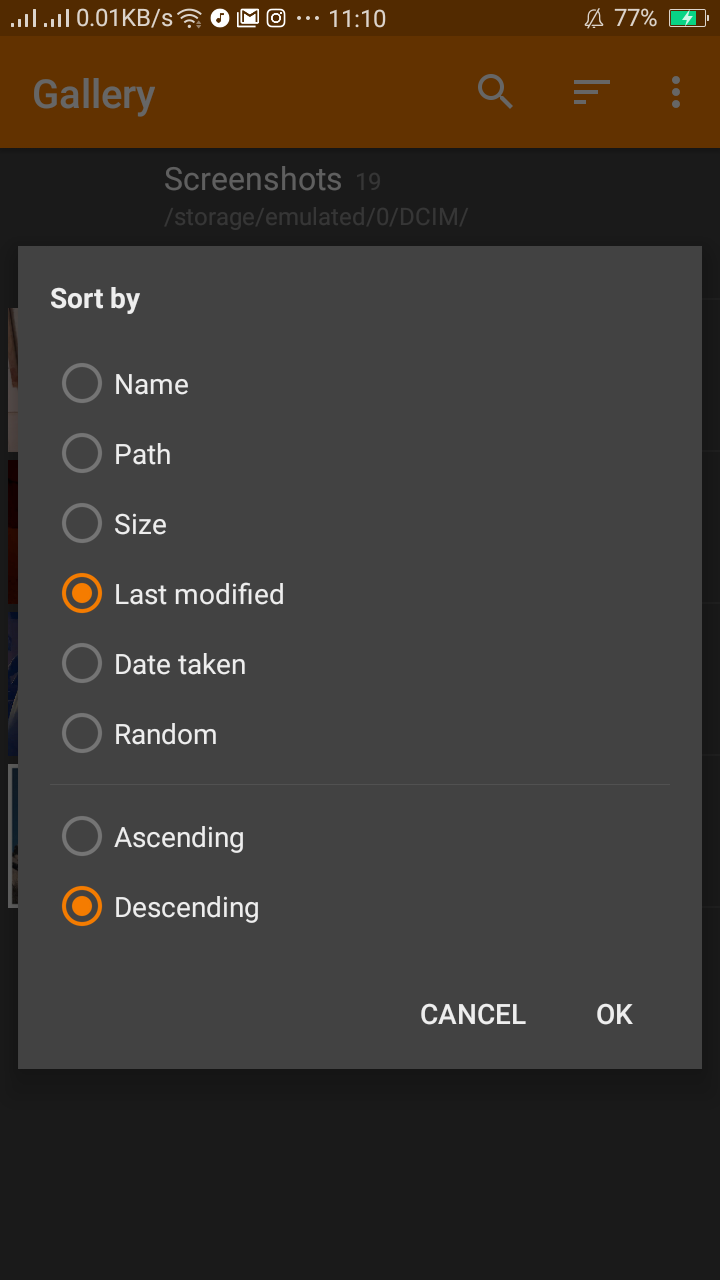 0.01KB/s ··· 11:10 77%
Gallery
Screenshots 19
/storage/emulated/0/DCIM/
Sort by
Name
Path
Size
Last modified
Date taken
Random
Ascending
Descending
CANCEL OK